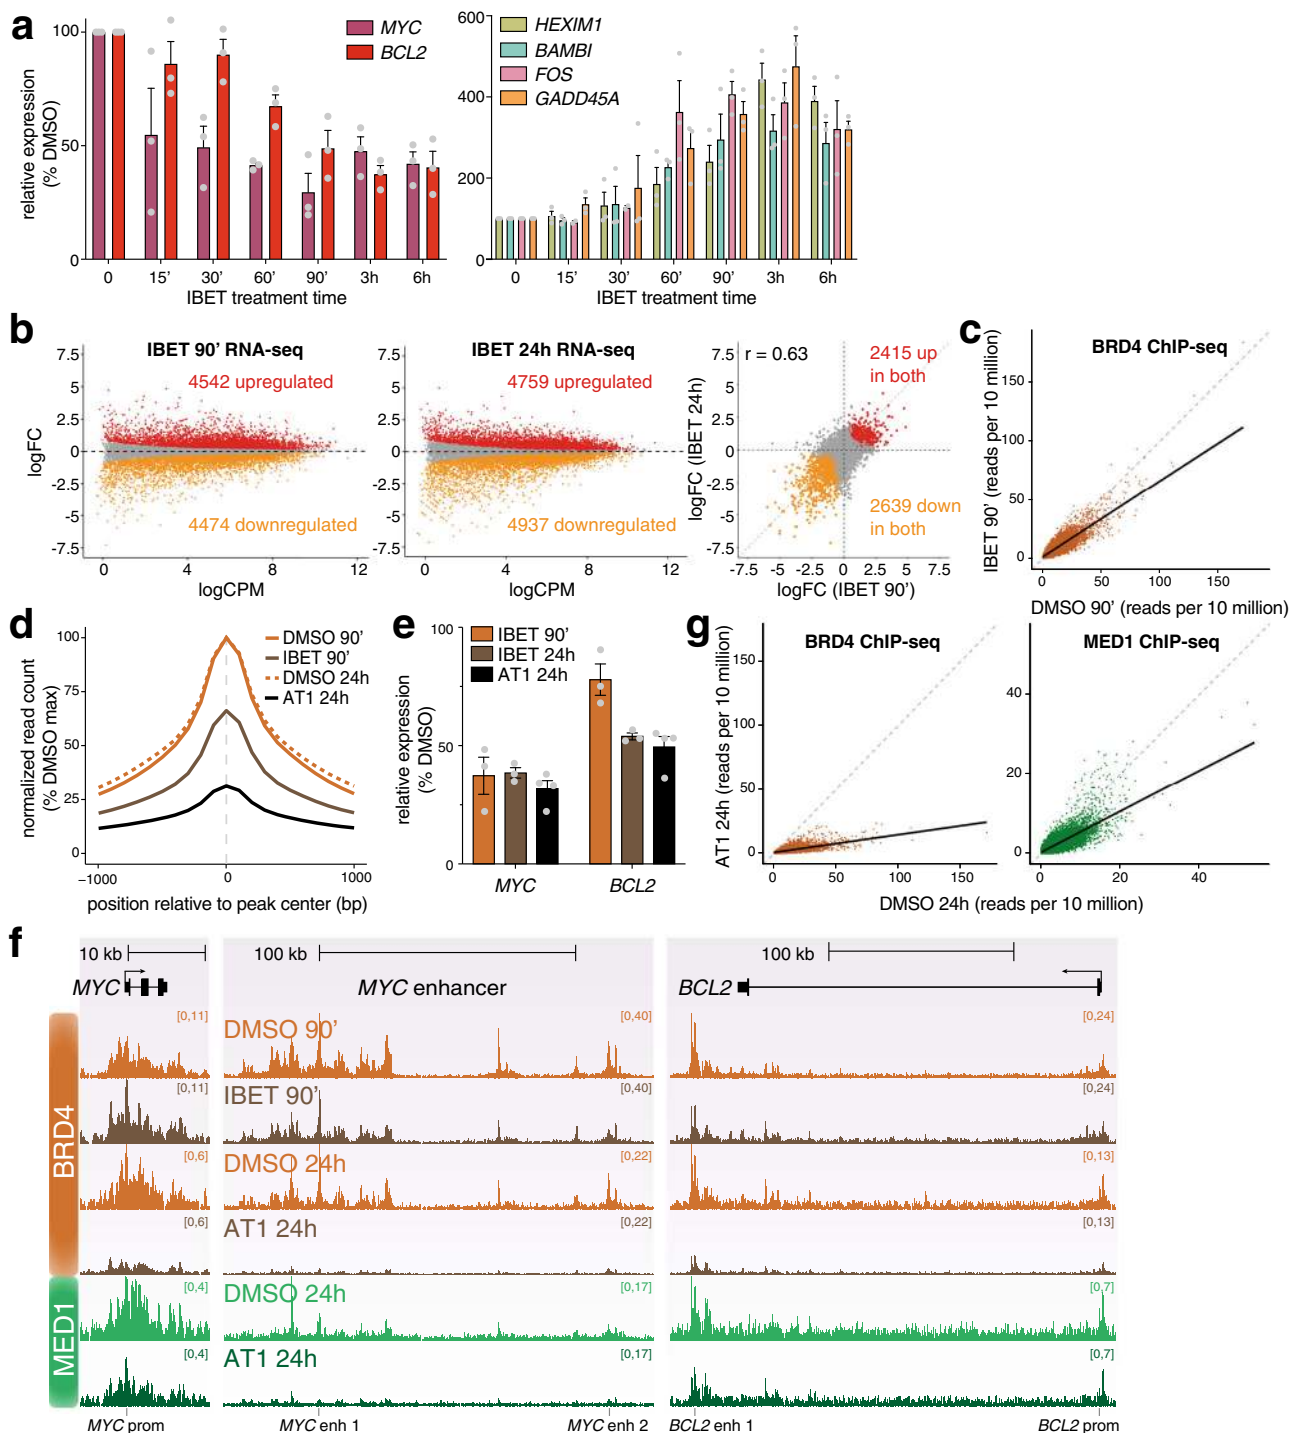 a
relative expression
(% DMSO)
100
50
0
MYC
BCL2
0 15’ 30’ 60’ 90’ 3h 6h
IBET treatment time
600
400
200
0
HEXIM1
BAMBI
FOS
GADD45A
0 15’ 30’ 60’ 90’ 3h 6h
IBET treatment time
b
IBET 90’ RNA-seq
4542 upregulated
4474 downregulated
logFC
7.5
5
2.5
0
-2.5
-5
-7.5
0 4 8 12
logCPM
IBET 24h RNA-seq
4759 upregulated
4937 downregulated
7.5
5
2.5
0
-2.5
-5
-7.5
0 4 8 12
logCPM
r = 0.63
2415 up
in both
2639 down
in both
logFC (IBET 24h)
7.5
5
2.5
0
-2.5
-5
-7.5
-7.5 -5 -2.5 0 2.5 5 7.5
logFC (IBET 90’)
c
BRD4 ChIP-seq
IBET 90’ (reads per 10 million)
150
100
50
0
0 50 100 150
DMSO 90’ (reads per 10 million)
d
normalized read count
(% DMSO max)
100
75
50
25
0
DMSO 90’
IBET 90’
DMSO 24h
AT1 24h
−1000 0 1000
position relative to peak center (bp)
e
relative expression
(% DMSO)
100
50
0
IBET 90’
IBET 24h
AT1 24h
MYC BCL2
g
BRD4 ChIP-seq
AT1 24h (reads per 10 million)
150
100
50
0
0 50 100 150
MED1 ChIP-seq
40
20
0
0 20 40
DMSO 24h (reads per 10 million)
f
10 kb
100 kb
100 kb
MYC
MYC enhancer
BCL2
BRD4
MED1
DMSO 90’
[0,11] [0,40] [0,24]
IBET 90’
[0,11] [0,40] [0,24]
DMSO 24h
[0,6] [0,22] [0,13]
AT1 24h
[0,6] [0,22] [0,13]
DMSO 24h
[0,4] [0,17] [0,7]
AT1 24h
[0,4] [0,17] [0,7]
MYC prom MYC enh 1 MYC enh 2 BCL2 enh 1 BCL2 prom